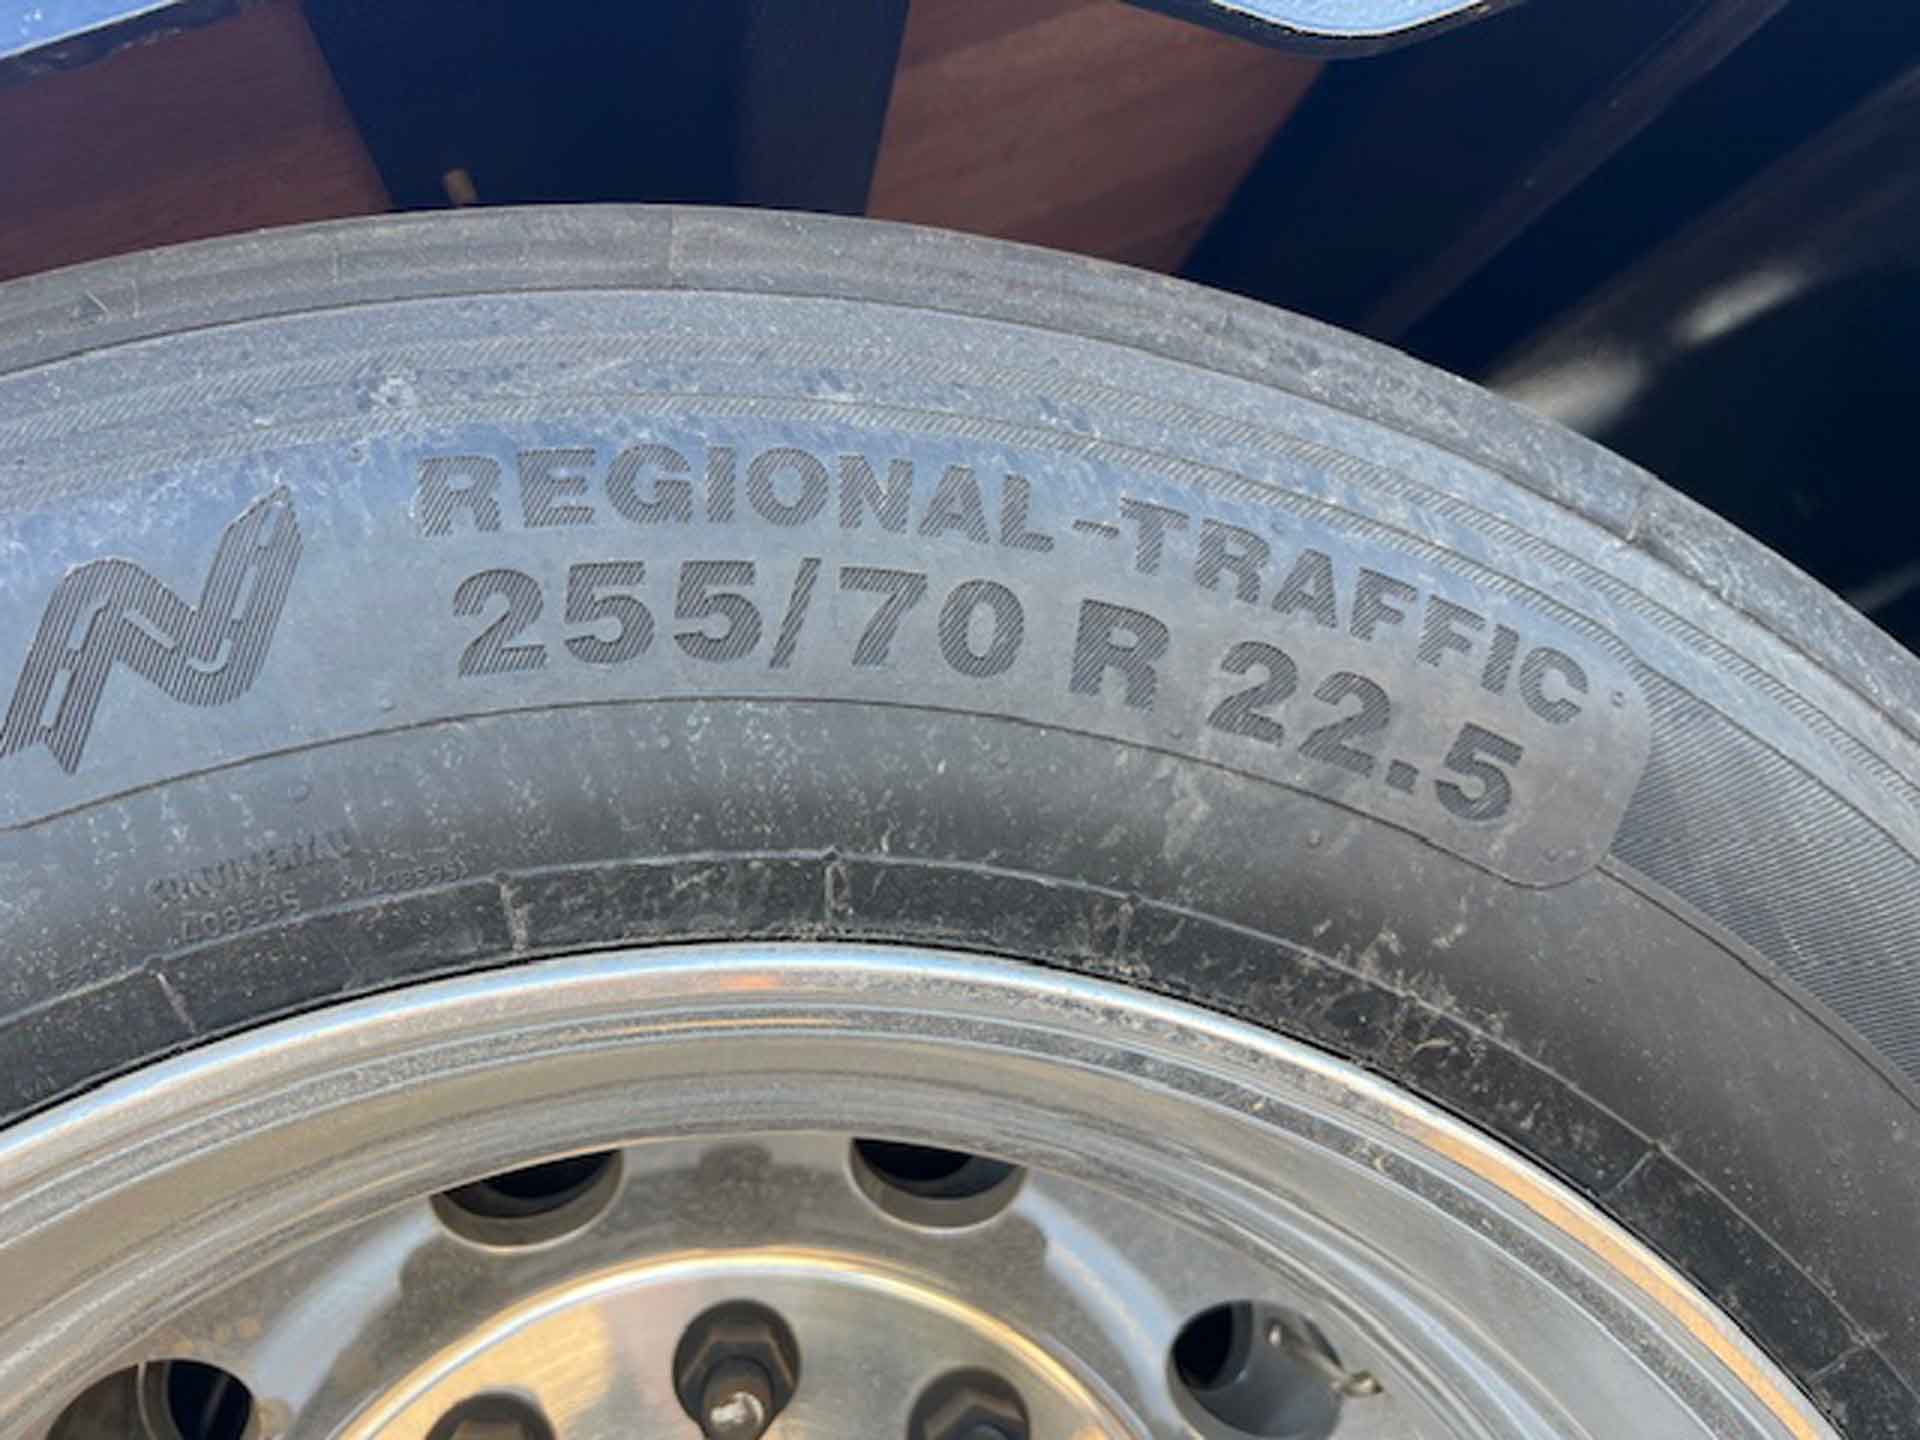 REGIONAL-TRAFFIC
N 255/70 R 22.5